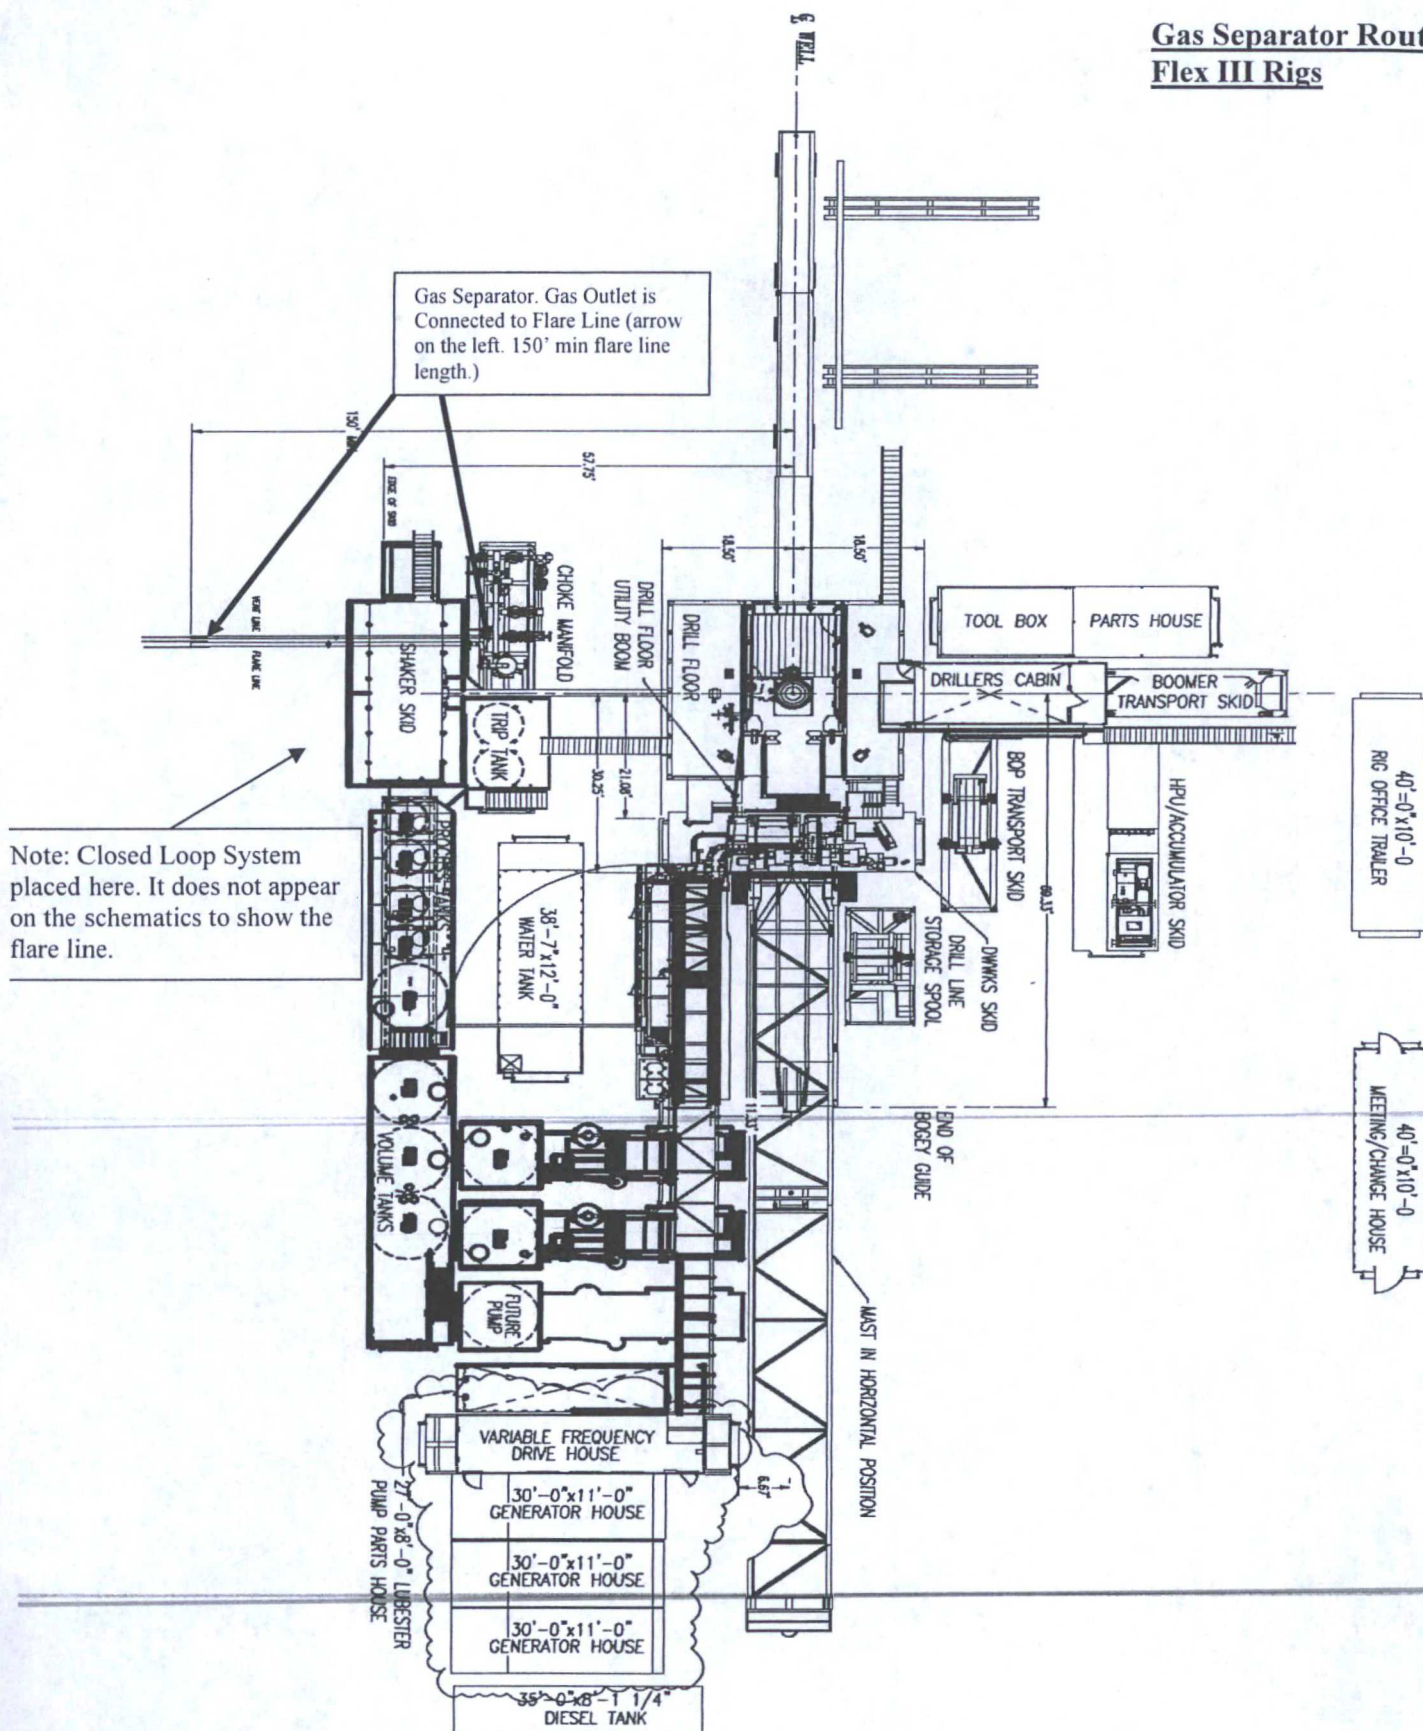 Gas Separator Rout
Flex III Rigs
WELL
Gas Separator. Gas Outlet is
Connected to Flare Line (arrow
on the left. 150’ min flare line
length.)
150' MIN
57.75'
EDGE OF SKID
18.50'
18.50'
CHOKE MANIFOLD
DRILL FLOOR
UTILITY BOOM
DRILL FLOOR
TOOL BOX
PARTS HOUSE
VENT LINE
FLARE LINE
SHAKER SKID
TRIP
TANK
DRILLERS CABIN
BOOMER
TRANSPORT SKID
21.08'
30.25'
BOP TRANSPORT SKID
HPU/ACCUMULATOR SKID
40'=0"x10'-0
RIG OFFICE TRAILER
Note: Closed Loop System
placed here. It does not appear
on the schematics to show the
flare line.
PROCESS TANKS
38'-7"x12'-0"
WATER TANK
DRILL LINE
STORAGE SPOOL
DWWKS SKID
60.33'
11.33'
END OF
BOGEY GUIDE
40'=0"x10'-0
MEETING/CHANGE HOUSE
VOLUME TANKS
FUTURE
PUMP
MAST IN HORIZONTAL POSITION
VARIABLE FREQUENCY
DRIVE HOUSE
6.67'
27'-0"x8'-0" LUBESTER
PUMP PARTS HOUSE
30'-0"x11'-0"
GENERATOR HOUSE
30'-0"x11'-0"
GENERATOR HOUSE
30'-0"x11'-0"
GENERATOR HOUSE
35'-0"x8'-1 1/4"
DIESEL TANK